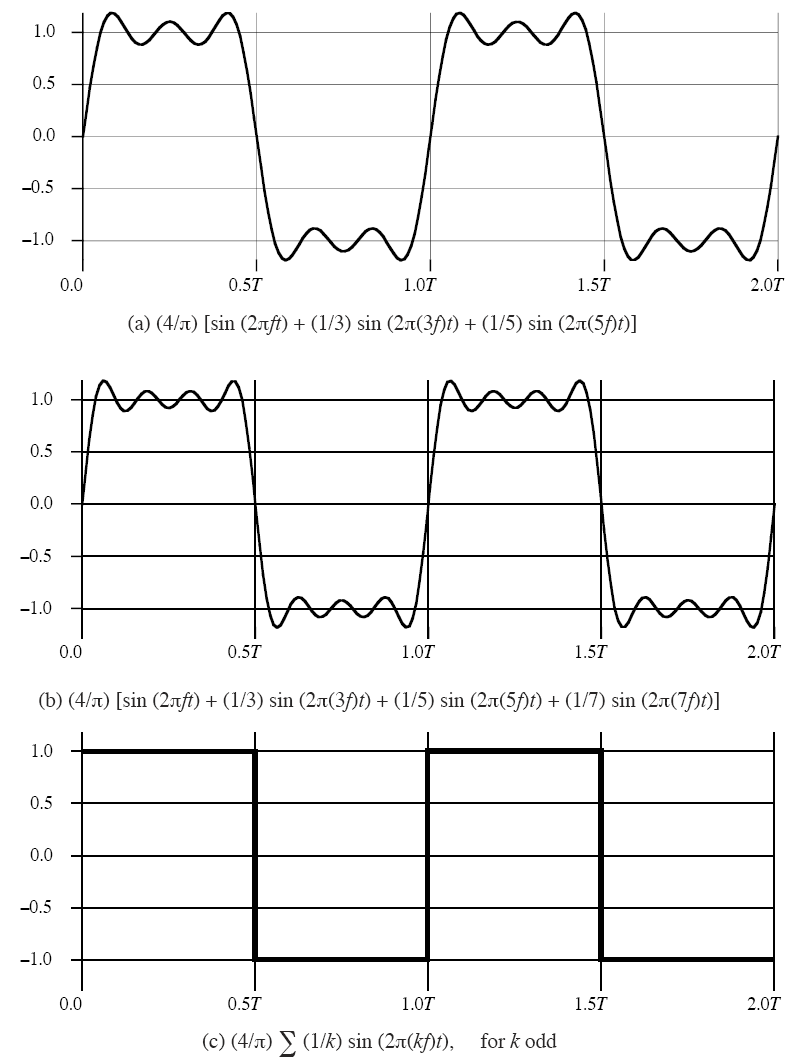 1.0
0.5
0.0
–0.5
–1.0
0.0 0.5T 1.0T 1.5T 2.0T
(a) (4/π) [sin (2πft) + (1/3) sin (2π(3f)t) + (1/5) sin (2π(5f)t)]
1.0
0.5
0.0
–0.5
–1.0
0.0 0.5T 1.0T 1.5T 2.0T
(b) (4/π) [sin (2πft) + (1/3) sin (2π(3f)t) + (1/5) sin (2π(5f)t) + (1/7) sin (2π(7f)t)]
1.0
0.5
0.0
–0.5
–1.0
0.0 0.5T 1.0T 1.5T 2.0T
(c) (4/π) ∑ (1/k) sin (2π(kf)t), for k odd